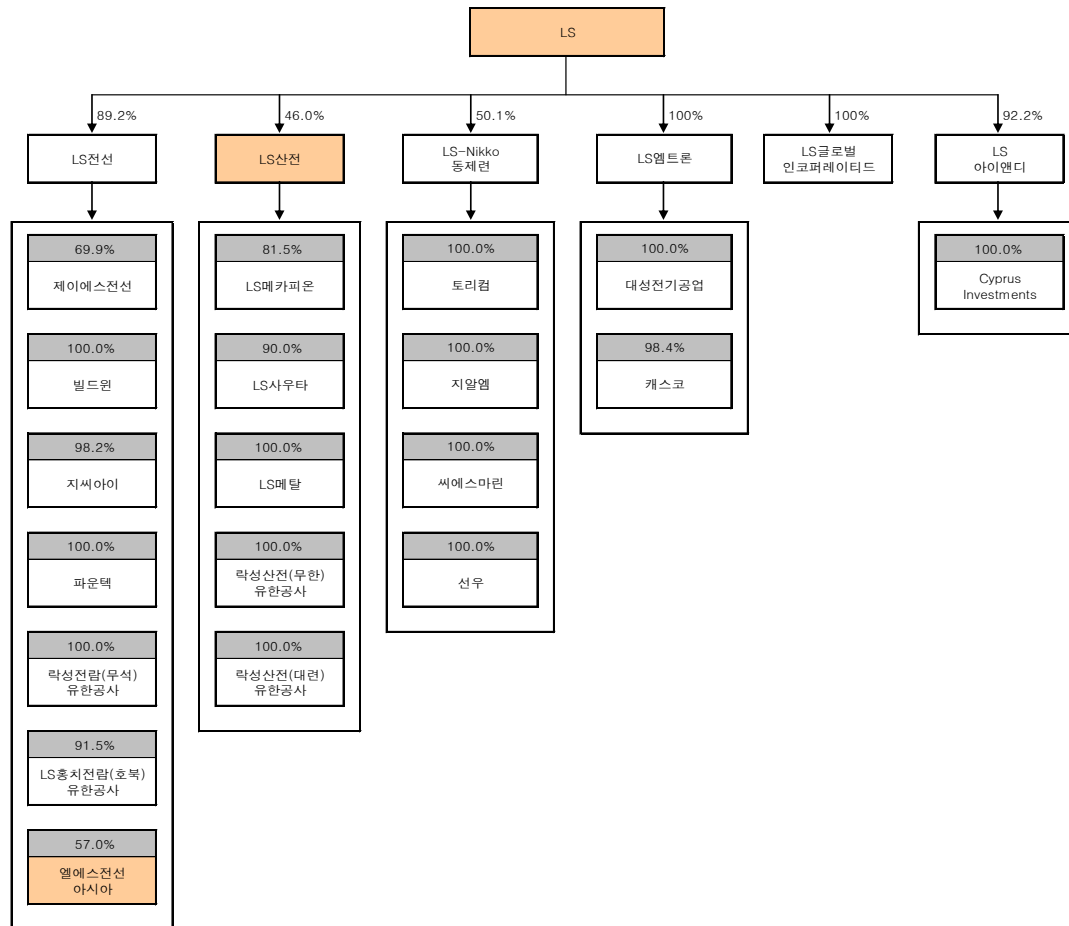 LS
89.2%
46.0%
50.1%
100%
100%
92.2%
LS전선
LS산전
LS-Nikko
동제련
LS엠트론
LS글로벌
인코퍼레이티드
LS
아이앤디
69.9%
제이에스전선
100.0%
빌드윈
98.2%
지씨아이
100.0%
파운텍
100.0%
락성전람(무석)
유한공사
91.5%
LS홍치전람(호북)
유한공사
57.0%
엘에스전선
아시아
81.5%
LS메카피온
90.0%
LS사우타
100.0%
LS메탈
100.0%
락성산전(무한)
유한공사
100.0%
락성산전(대련)
유한공사
100.0%
토리컴
100.0%
지알엠
100.0%
씨에스마린
100.0%
선우
100.0%
대성전기공업
98.4%
캐스코
100.0%
Cyprus
Investments